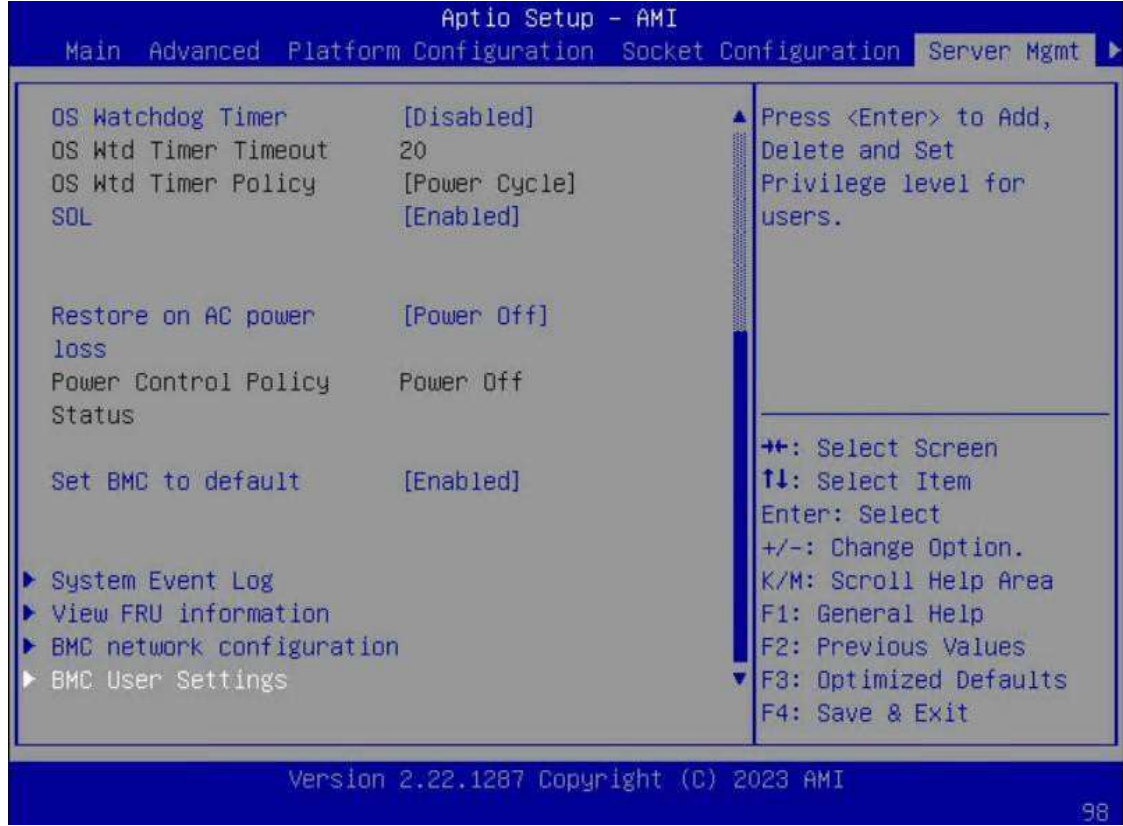 Aptio Setup – AMI
Main Advanced Platform Configuration Socket Configuration Server Mgmt ▶
OS Watchdog Timer [Disabled]
OS Wtd Timer Timeout 20
OS Wtd Timer Policy [Power Cycle]
SOL [Enabled]
Restore on AC power [Power Off]
loss
Power Control Policy Power Off
Status
Set BMC to default [Enabled]
▶ System Event Log
▶ View FRU information
▶ BMC network configuration
▶ BMC User Settings
Press <Enter> to Add,
Delete and Set
Privilege level for
users.
→←: Select Screen
↑↓: Select Item
Enter: Select
+/-: Change Option.
K/M: Scroll Help Area
F1: General Help
F2: Previous Values
F3: Optimized Defaults
F4: Save & Exit
Version 2.22.1287 Copyright (C) 2023 AMI
98